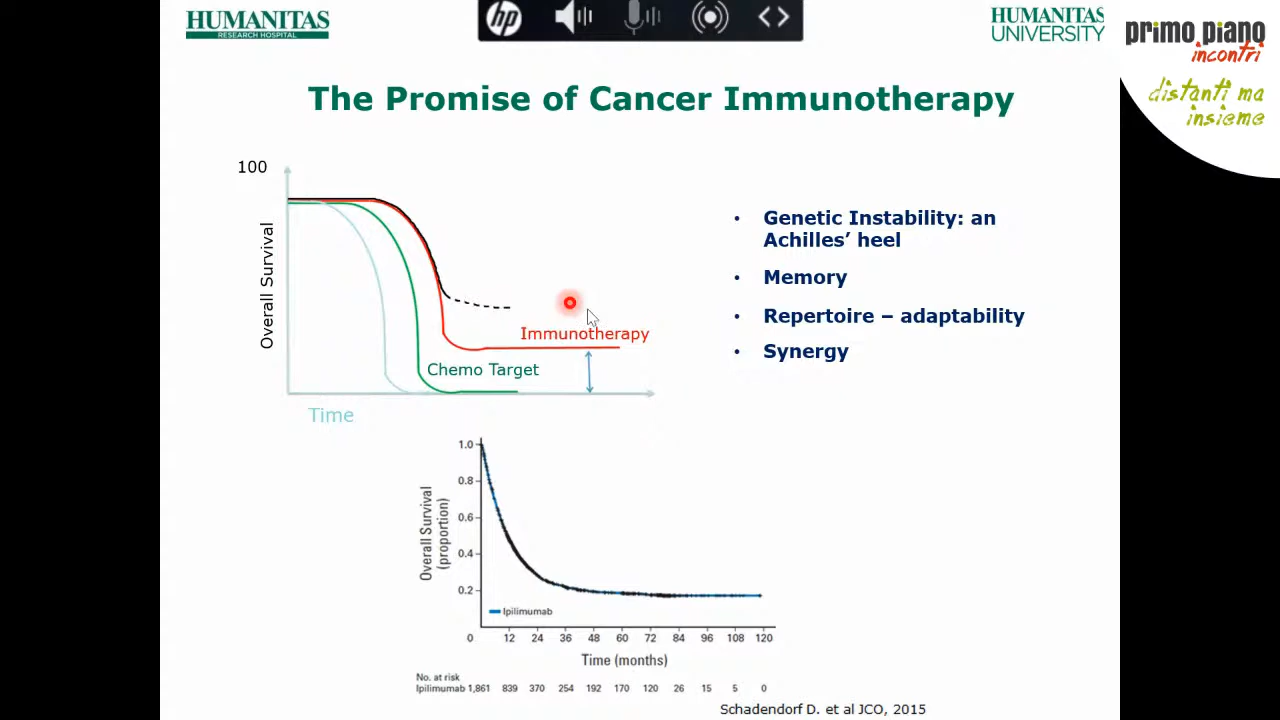 HUMANITAS
RESEARCH HOSPITAL
hp
HUMANITAS
UNIVERSITY
primo piano
incontri
distanti ma
insieme
The Promise of Cancer Immunotherapy
100
Overall Survival
Immunotherapy
Chemo Target
Time
• Genetic Instability: an
Achilles’ heel
• Memory
• Repertoire – adaptability
• Synergy
Overall Survival
(proportion)
1.0
0.8
0.6
0.4
0.2
Ipilimumab
0 12 24 36 48 60 72 84 96 108 120
Time (months)
No. at risk
Ipilimumab 1,861 839 370 254 192 170 120 26 15 5 0
Schadendorf D. et al JCO, 2015